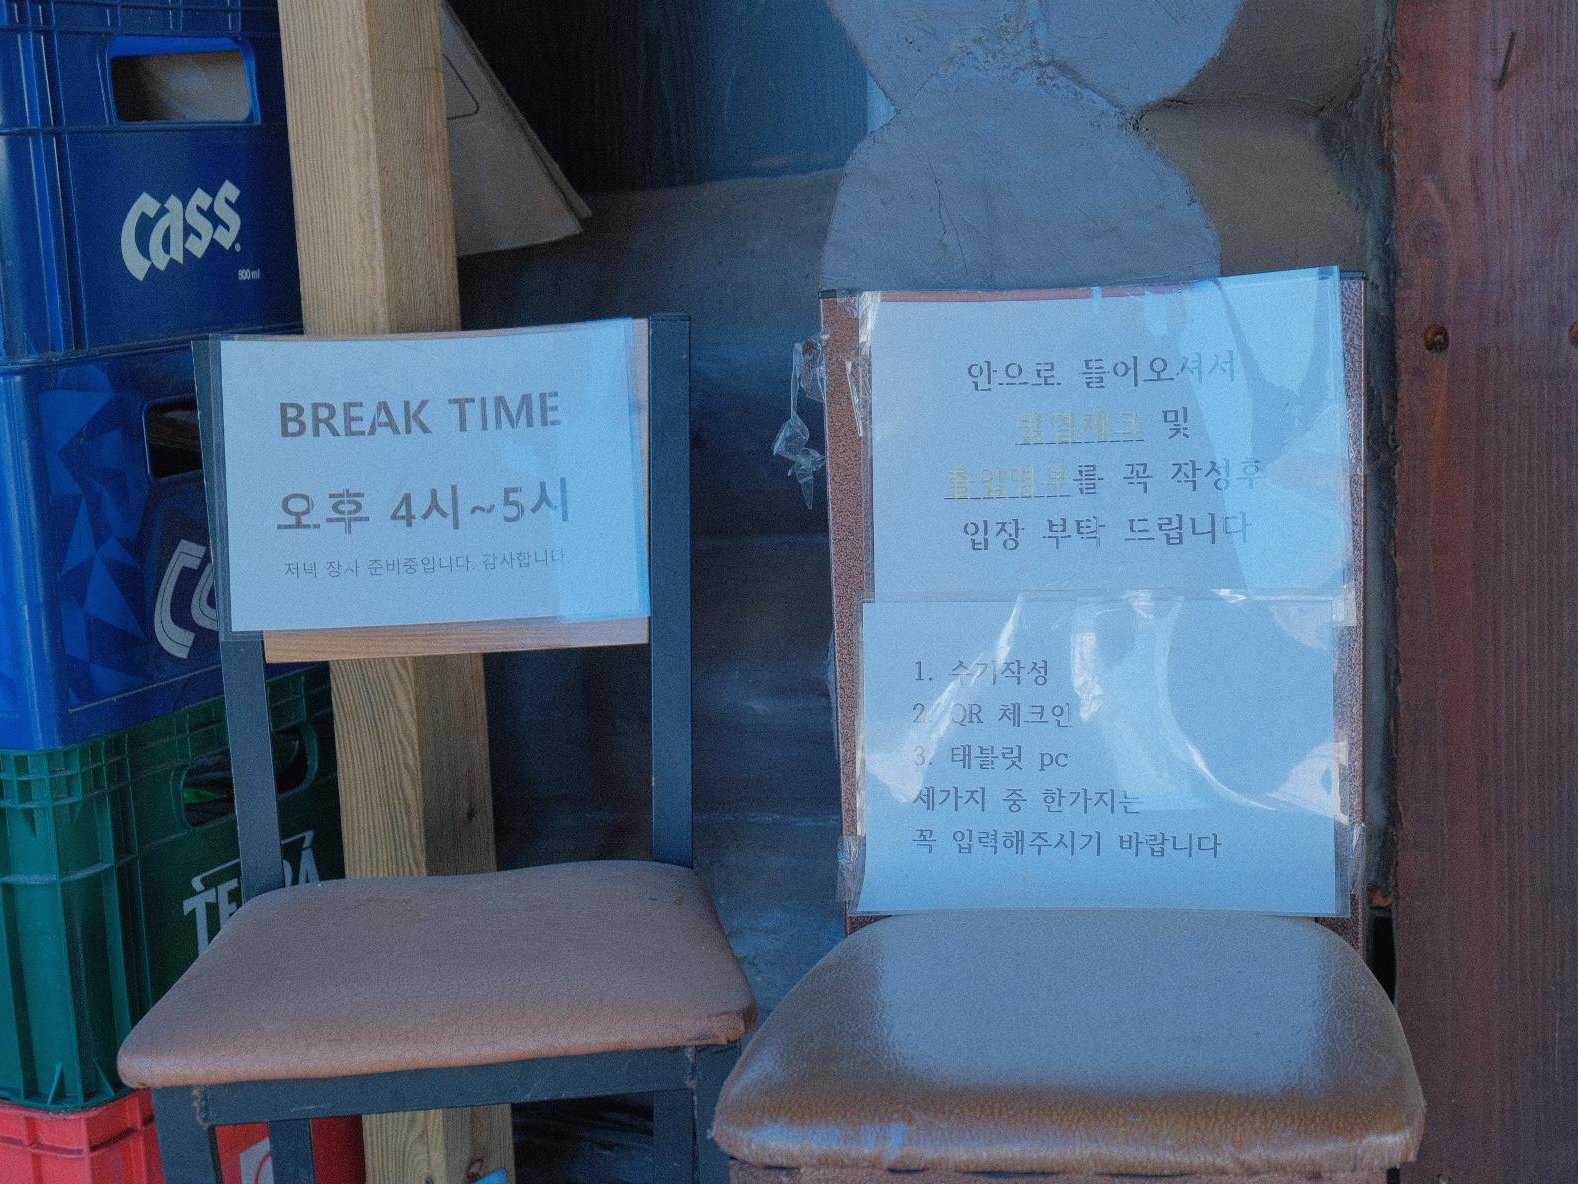 Cass
500ml
BREAK TIME
오후 4시~5시
저녁 장사 준비중입니다. 감사합니다.
TERRA
안으로 들어오셔서
발열체크 및
출입명부를 꼭 작성후
입장 부탁 드립니다
1. 수기작성
2. QR 체크인
3. 태블릿 pc
세가지 중 한가지는
꼭 입력해주시기 바랍니다